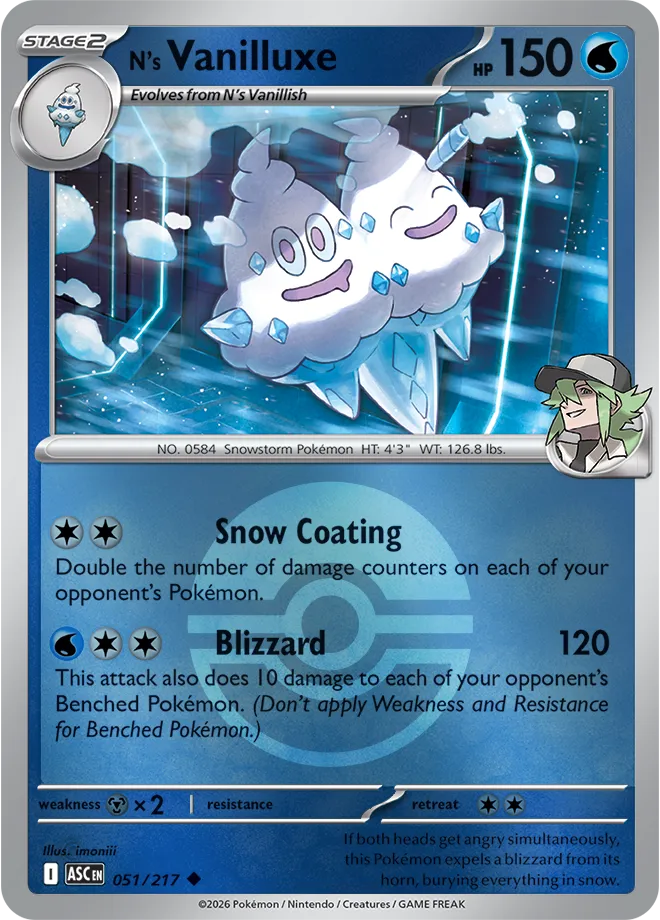 STAGE2
N's Vanilluxe
HP 150
Evolves from N's Vanillish
NO. 0584 Snowstorm Pokémon HT: 4'3" WT: 126.8 lbs.
Snow Coating
Double the number of damage counters on each of your
opponent's Pokémon.
Blizzard 120
This attack also does 10 damage to each of your opponent's
Benched Pokémon. (Don't apply Weakness and Resistance
for Benched Pokémon.)
weakness ×2 resistance retreat
Illus. imoniii
If both heads get angry simultaneously,
this Pokémon expels a blizzard from its
horn, burying everything in snow.
I ASC EN 051/217
©2026 Pokémon / Nintendo / Creatures / GAME FREAK